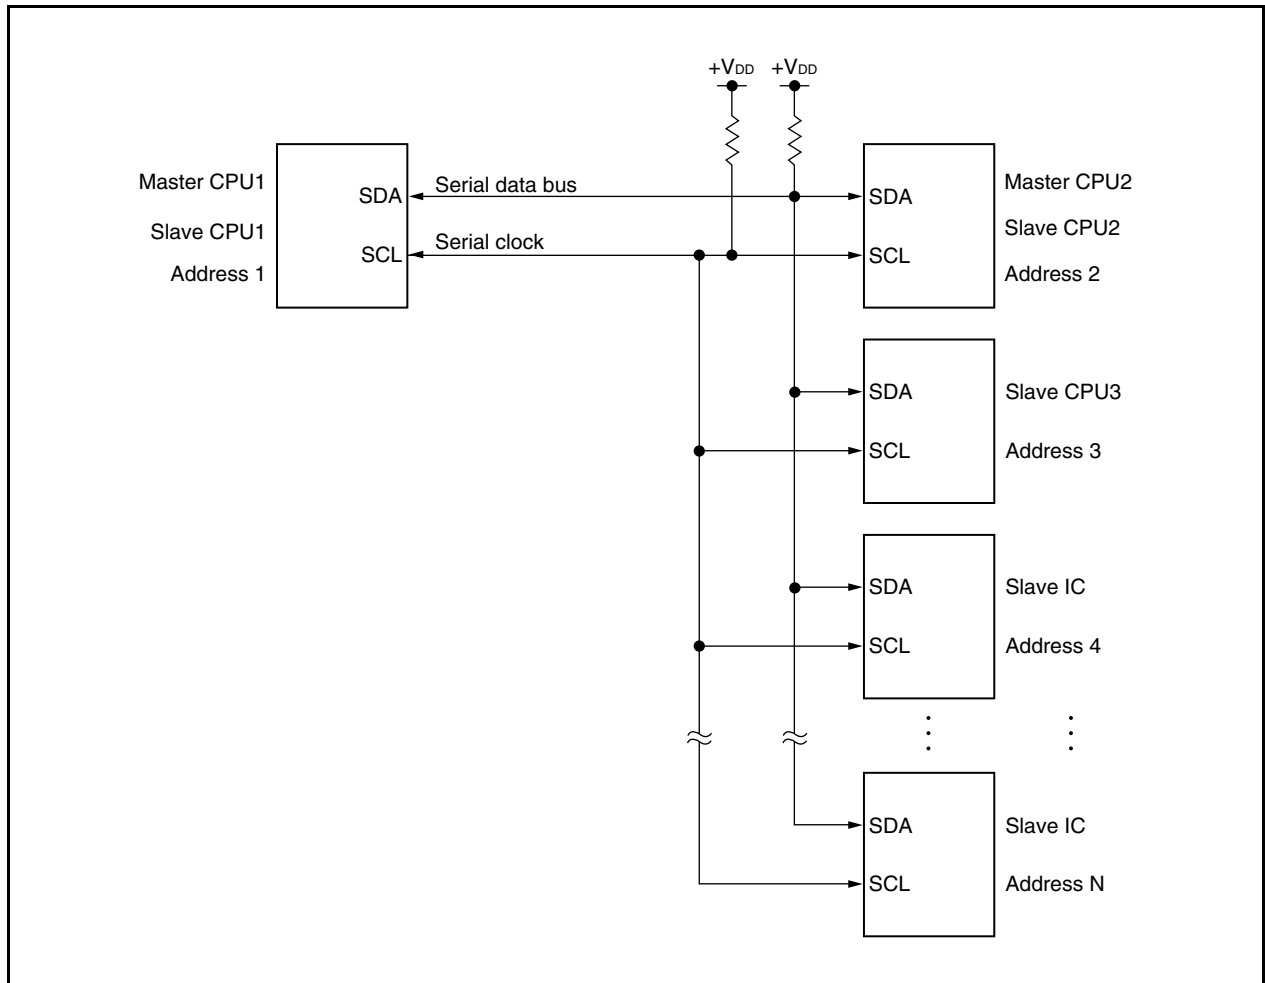 +VDD +VDD
Master CPU1
Slave CPU1
Address 1
SDA
SCL
Serial data bus
Serial clock
SDA
SCL
Master CPU2
Slave CPU2
Address 2
SDA
SCL
Slave CPU3
Address 3
SDA
SCL
Slave IC
Address 4
SDA
SCL
Slave IC
Address N